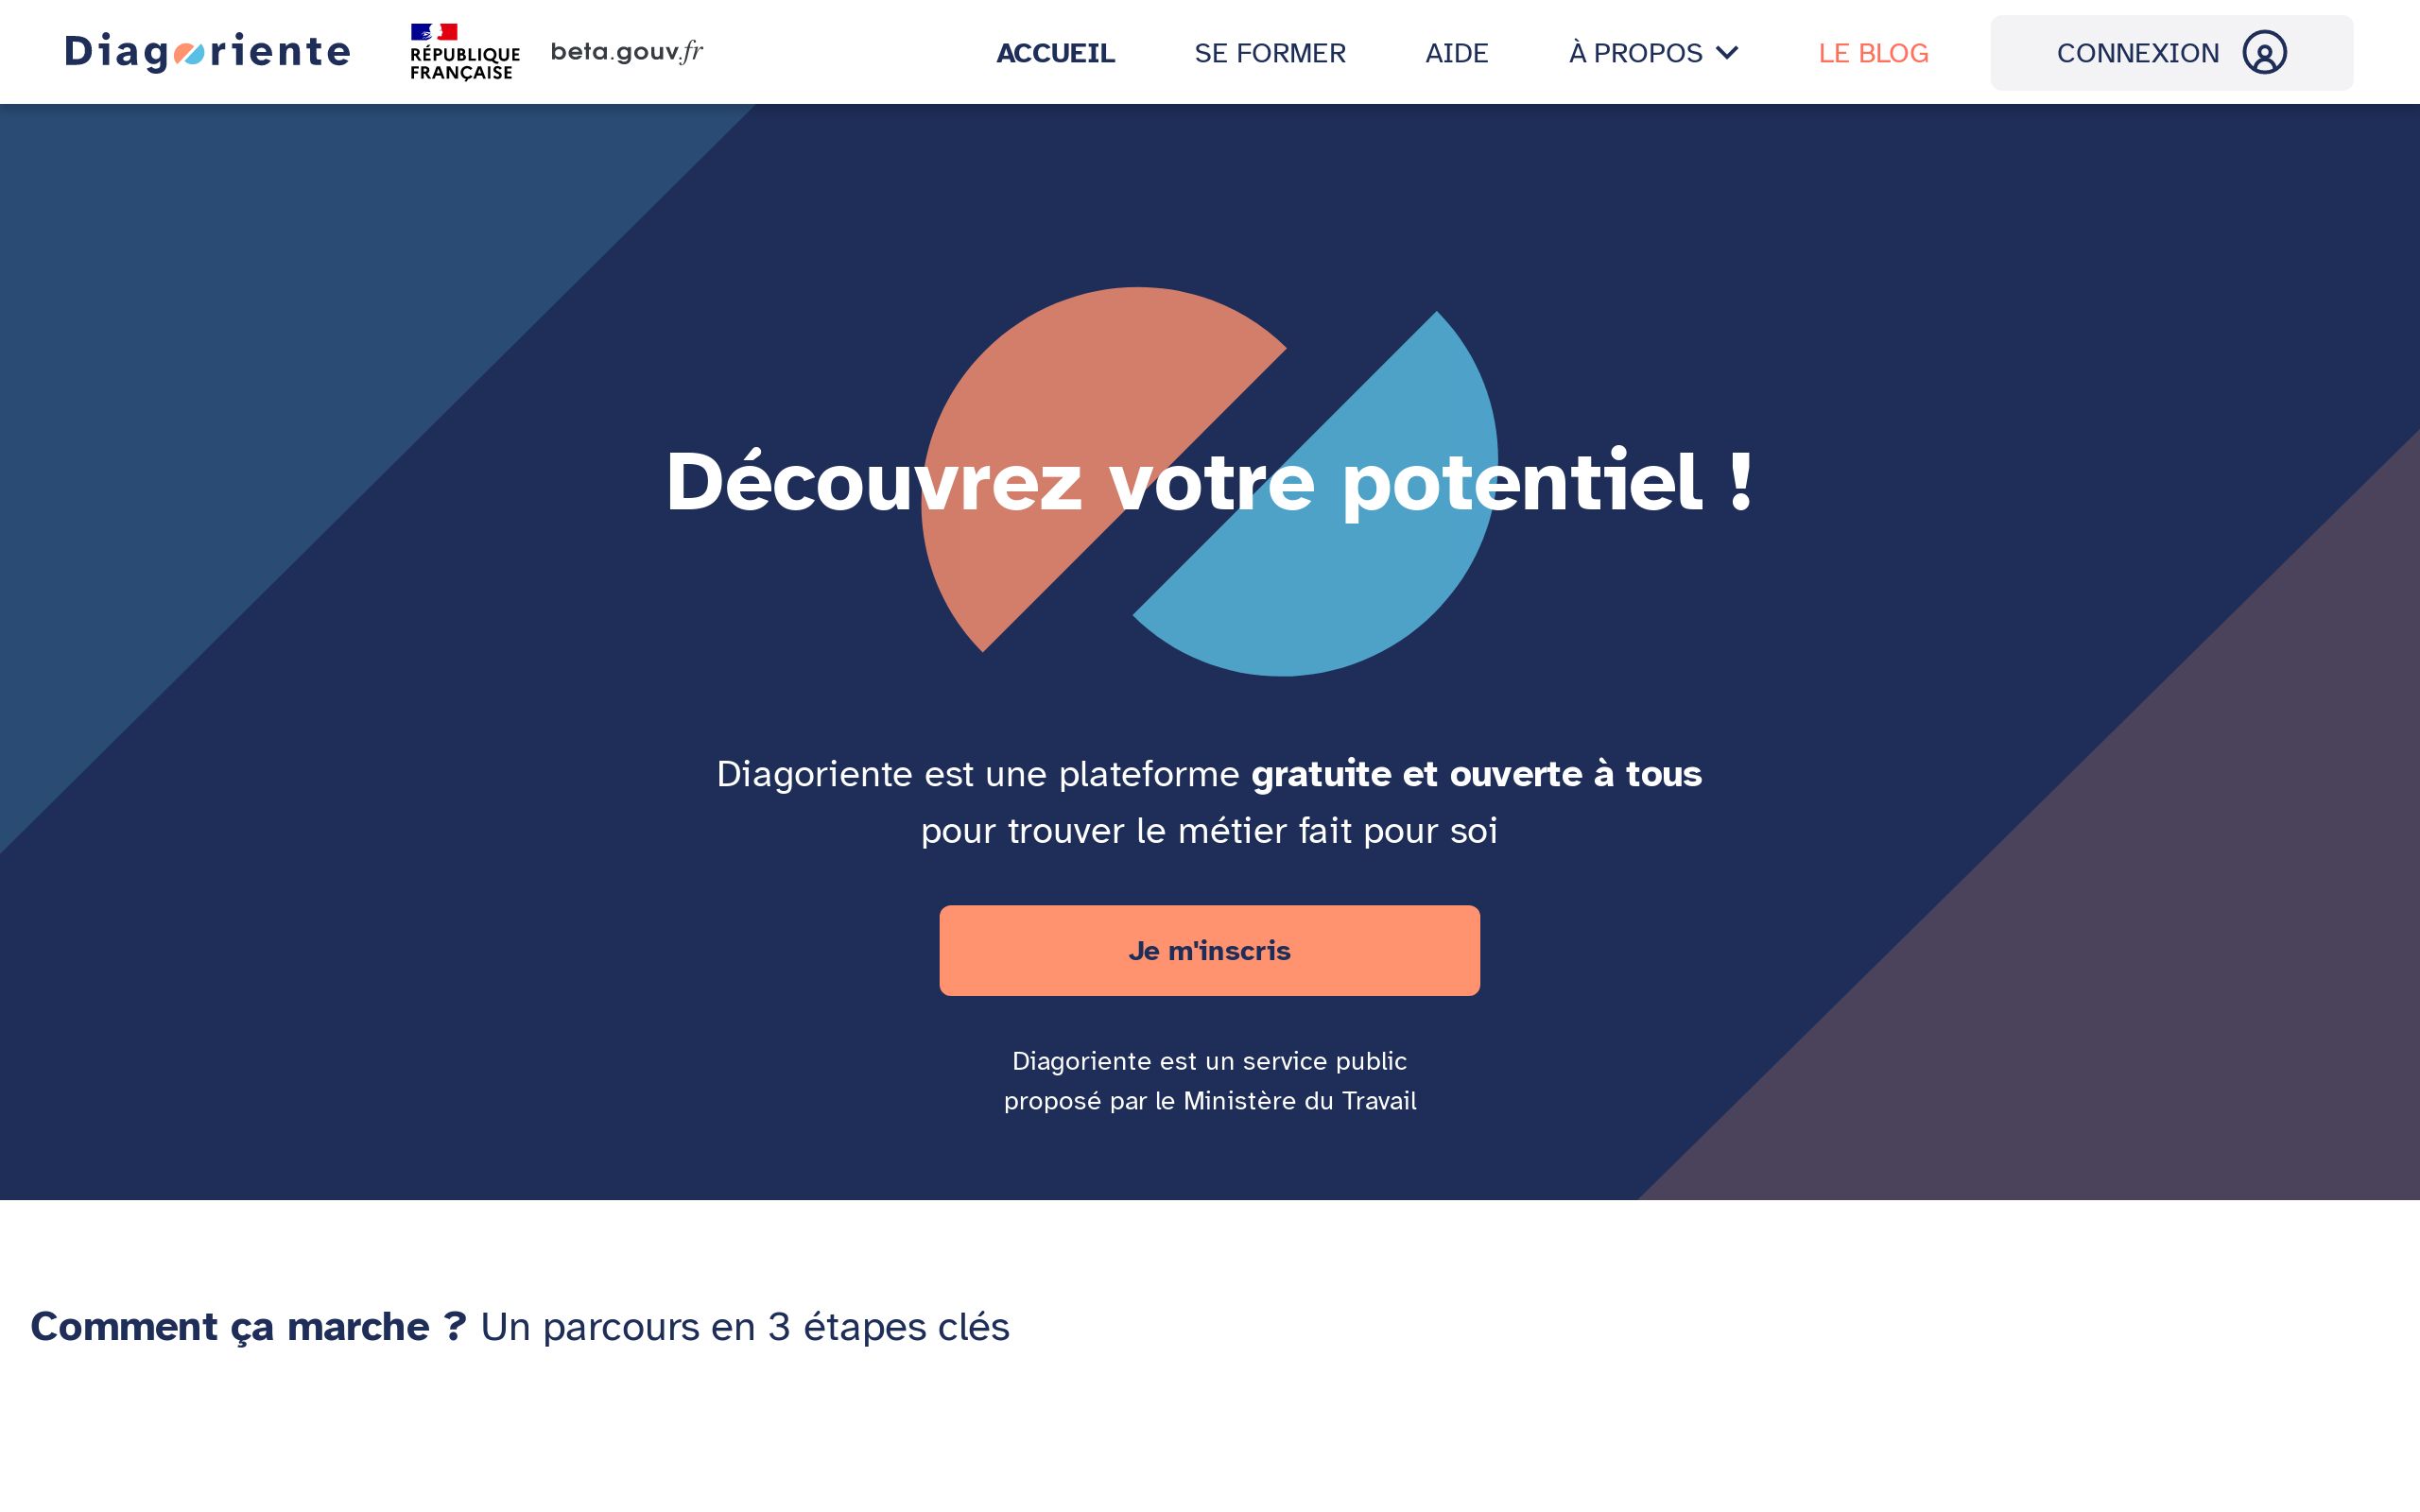 Diagoriente
RÉPUBLIQUE
FRANÇAISE
beta.gouv.fr
ACCUEIL
SE FORMER
AIDE
À PROPOS
LE BLOG
CONNEXION
Découvrez votre potentiel !
Diagoriente est une plateforme gratuite et ouverte à tous
pour trouver le métier fait pour soi
Je m'inscris
Diagoriente est un service public
proposé par le Ministère du Travail
Comment ça marche ? Un parcours en 3 étapes clés